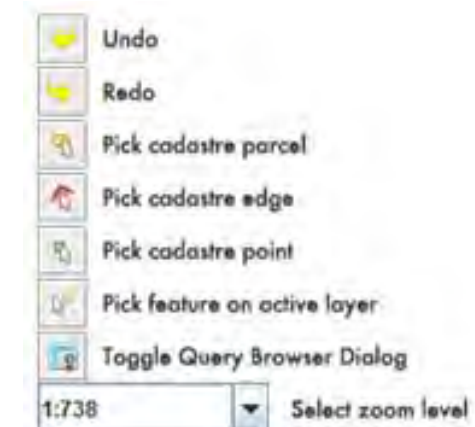 Undo
Redo
Pick cadastre parcel
Pick cadastre edge
Pick cadastre point
Pick feature on active layer
Toggle Query Browser Dialog
1:738 Select zoom level